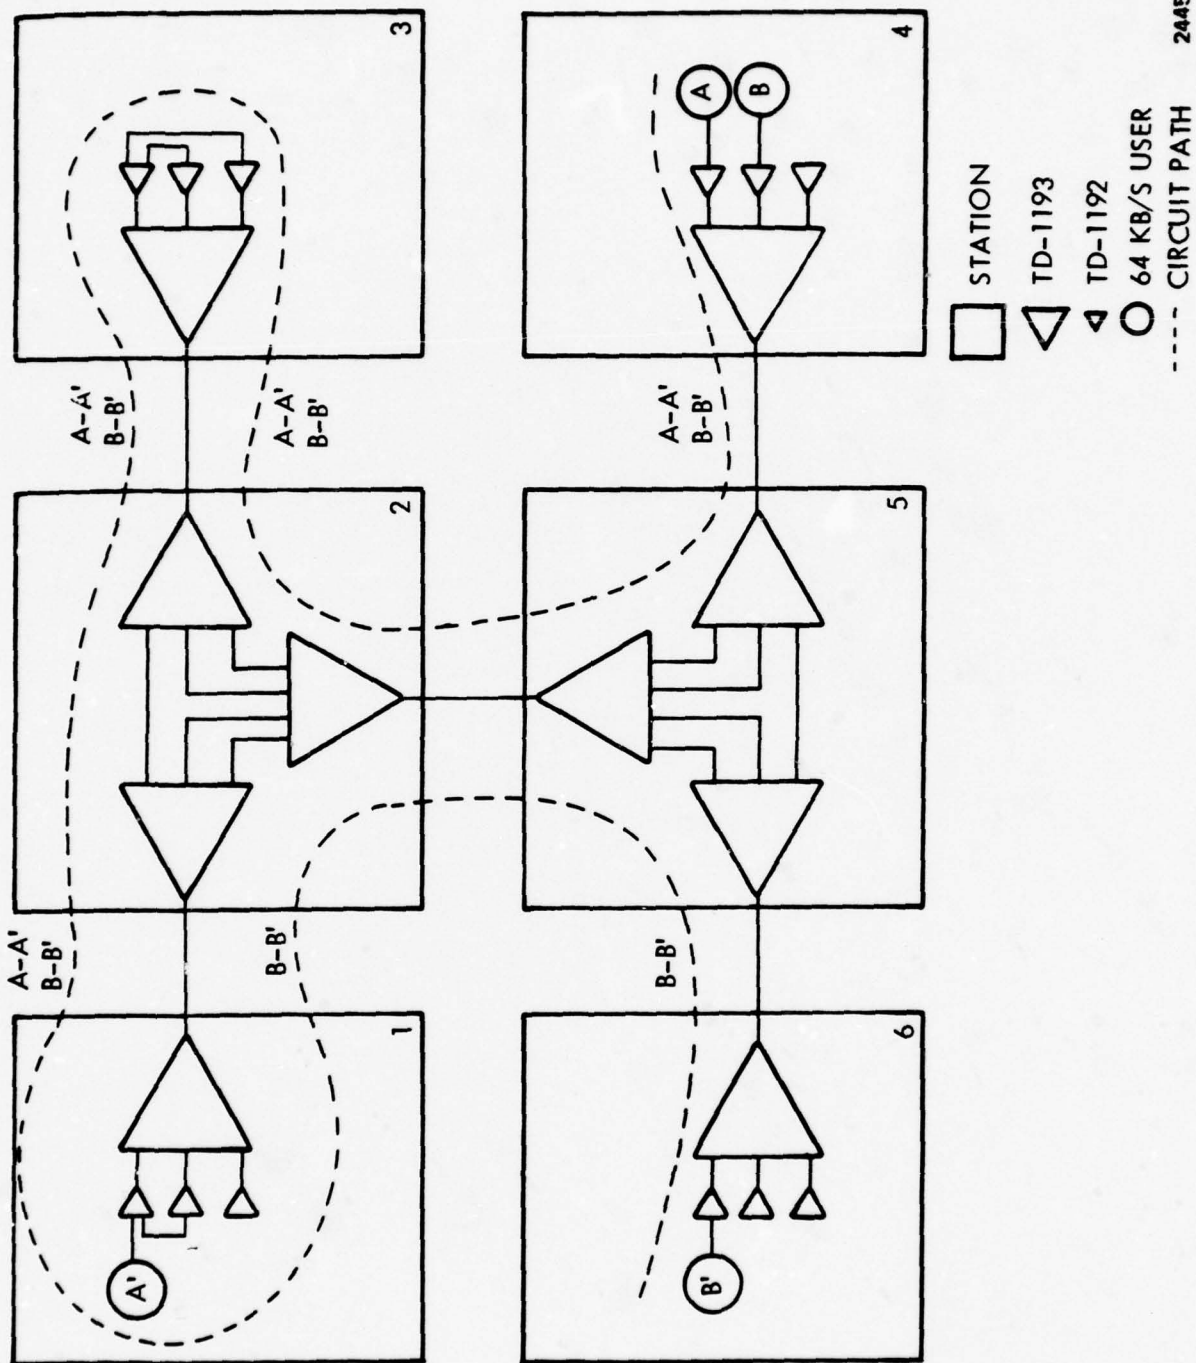 3
4
A
B
A-A'
B-B'
A-A'
B-B'
A-A'
B-B'
2
5
A-A'
B-B'
B-B'
B-B'
1
6
A'
B'
STATION
TD-1193
TD-1192
64 KB/S USER
CIRCUIT PATH